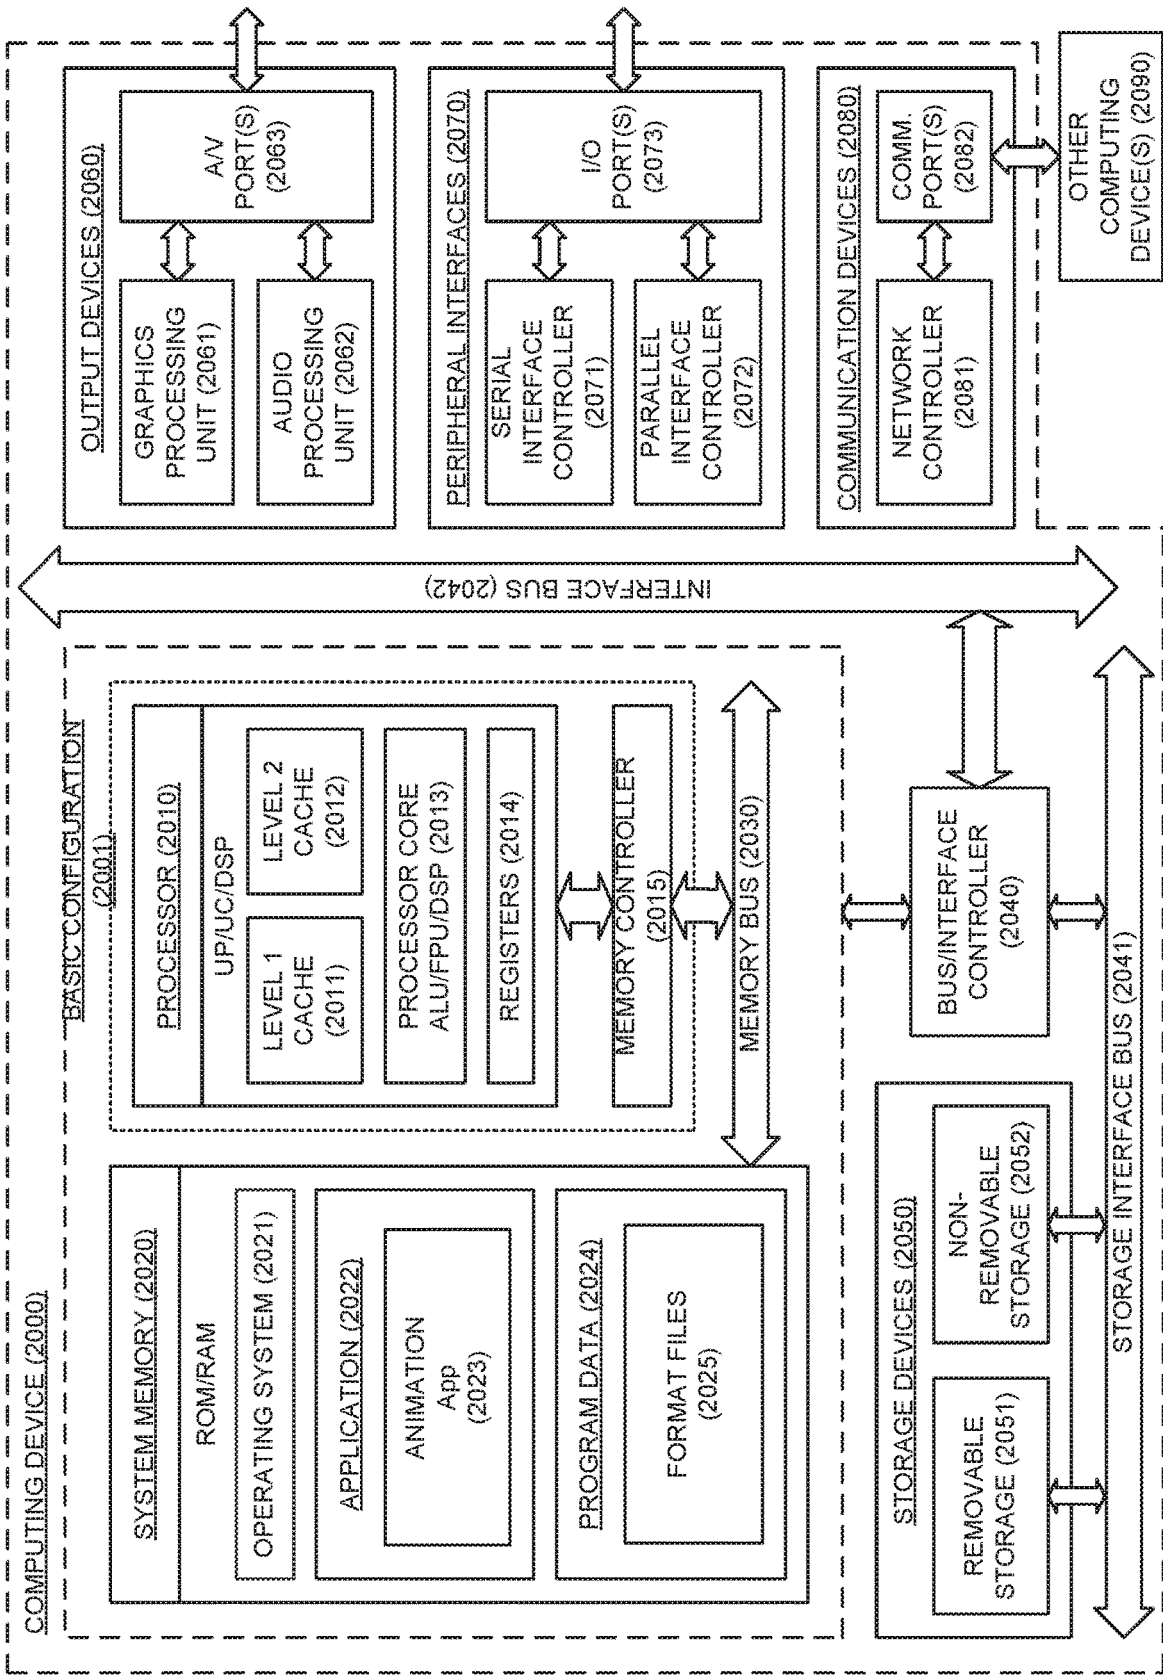 COMPUTING DEVICE (2000)
BASIC CONFIGURATION
(2001)
SYSTEM MEMORY (2020)
ROM/RAM
OPERATING SYSTEM (2021)
APPLICATION (2022)
ANIMATION
App
(2023)
PROGRAM DATA (2024)
FORMAT FILES
(2025)
PROCESSOR (2010)
UP/UC/DSP
LEVEL 1
CACHE
(2011)
LEVEL 2
CACHE
(2012)
PROCESSOR CORE
ALU/FPU/DSP (2013)
REGISTERS (2014)
MEMORY CONTROLLER
(2015)
MEMORY BUS (2030)
BUS/INTERFACE
CONTROLLER
(2040)
STORAGE DEVICES (2050)
REMOVABLE
STORAGE (2051)
NON-
REMOVABLE
STORAGE (2052)
STORAGE INTERFACE BUS (2041)
INTERFACE BUS (2042)
OUTPUT DEVICES (2060)
GRAPHICS
PROCESSING
UNIT (2061)
AUDIO
PROCESSING
UNIT (2062)
A/V
PORT(S)
(2063)
PERIPHERAL INTERFACES (2070)
SERIAL
INTERFACE
CONTROLLER
(2071)
PARALLEL
INTERFACE
CONTROLLER
(2072)
I/O
PORT(S)
(2073)
COMMUNICATION DEVICES (2080)
NETWORK
CONTROLLER
(2081)
COMM.
PORT(S)
(2082)
OTHER
COMPUTING
DEVICE(S) (2090)